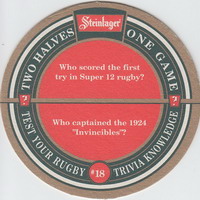 Steinlager
TWO HALVES
ONE GAME
Who scored the first
try in Super 12 rugby?
?
?
Who captained the 1924
"Invincibles"?
TEST YOUR RUGBY
#18
TRIVIA KNOWLEDGE